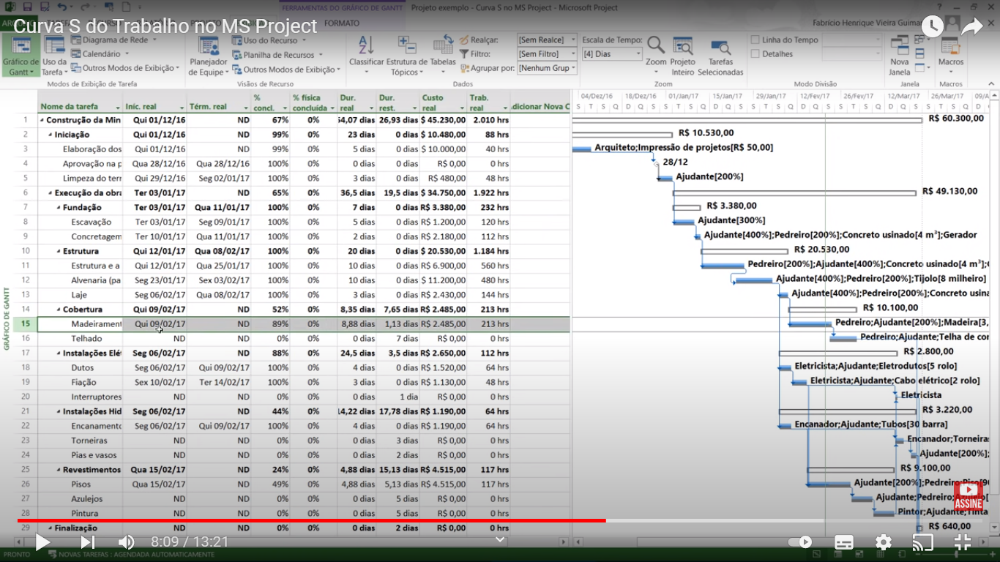 FERRAMENTAS DO GRÁFICO DE GANTT
Projeto exemplo - Curva S no MS Project - Microsoft Project
Curva S do Trabalho no MS Project
FORMATO
Fabrício Henrique Vieira Guimar
Gráfico de Gantt
Uso da Tarefa
Diagrama de Rede
Calendário
Outros Modos de Exibição
Modos de Exibição de Tarefa
Planejador de Equipe
Uso do Recurso
Planilha de Recursos
Outros Modos de Exibição
Visões de Recurso
Classificar
Estrutura de Tópicos
Tabelas
Realçar: [Sem Realce]
Filtro: [Sem Filtro]
Agrupar por: [Nenhum Grup
Dados
Escala de Tempo:
[4] Dias
Zoom
Projeto Inteiro
Tarefas Selecionadas
Zoom
Linha do Tempo
Detalhes
Modo Divisão
Nova Janela
Janela
Macros
Macros
Nome da tarefa Iníc. real Térm. real % concl. % física concluída Dur. real Dur. rest. Custo real Trab. real dicionar Nova C
04/Dez/16 18/Dez/16 01/Jan/17 15/Jan/17 29/Jan/17 12/Fev/17 26/Fev/17 12/Mar/17 26/Mar/17 09/A
1 Construção da Min Qui 01/12/16 ND 67% 0% 54,07 dias 26,93 dias $ 45.230,00 2.010 hrs R$ 60.300,00
2 Iniciação Qui 01/12/16 ND 99% 0% 23 dias 0 dias $ 10.480,00 88 hrs R$ 10.530,00
3 Elaboração dos Qui 01/12/16 ND 99% 0% 5 dias 0 dias $ 10.000,00 40 hrs Arquiteto;Impressão de projetos[R$ 50,00]
4 Aprovação na p Qua 28/12/16 Qua 28/12/16 100% 0% 0 dias 0 dias R$ 0,00 0 hrs 28/12
5 Limpeza do terr Qui 29/12/16 Seg 02/01/17 100% 0% 3 dias 0 dias R$ 480,00 48 hrs Ajudante[200%]
6 Execução da obra Ter 03/01/17 ND 65% 0% 36,5 dias 19,5 dias $ 34.750,00 1.922 hrs R$ 49.130,00
7 Fundação Ter 03/01/17 Qua 11/01/17 100% 0% 7 dias 0 dias R$ 3.380,00 232 hrs R$ 3.380,00
8 Escavação Ter 03/01/17 Seg 09/01/17 100% 0% 5 dias 0 dias R$ 1.200,00 120 hrs Ajudante[300%]
9 Concretagem Ter 10/01/17 Qua 11/01/17 100% 0% 2 dias 0 dias R$ 2.180,00 112 hrs Ajudante[400%];Pedreiro[200%];Concreto usinado[4 m³];Gerador
10 Estrutura Qui 12/01/17 Qua 08/02/17 100% 0% 20 dias 0 dias $ 20.530,00 1.184 hrs R$ 20.530,00
11 Estrutura e a Qui 12/01/17 Qua 25/01/17 100% 0% 10 dias 0 dias R$ 6.900,00 560 hrs Pedreiro[200%];Ajudante[400%];Concreto usinado[4 m³];G
12 Alvenaria (pa Seg 23/01/17 Sex 03/02/17 100% 0% 10 dias 0 dias $ 11.200,00 480 hrs Ajudante[400%];Pedreiro[200%];Tijolo[8 milheiro]
13 Laje Seg 06/02/17 Qua 08/02/17 100% 0% 3 dias 0 dias R$ 2.430,00 144 hrs Ajudante[400%];Pedreiro[200%];Concreto usina
14 Cobertura Qui 09/02/17 ND 52% 0% 8,35 dias 7,65 dias R$ 2.485,00 213 hrs R$ 10.100,00
15 Madeirament Qui 09/02/17 ND 89% 0% 8,88 dias 1,13 dias R$ 2.485,00 213 hrs Pedreiro;Ajudante[200%];Madeira[3,
16 Telhado ND ND 0% 0% 0 dias 7 dias R$ 0,00 0 hrs Pedreiro;Ajudante;Telha de con
17 Instalações Elé Seg 06/02/17 ND 88% 0% 24,5 dias 3,5 dias R$ 2.650,00 112 hrs R$ 2.800,00
18 Dutos Seg 06/02/17 Qui 09/02/17 100% 0% 4 dias 0 dias R$ 1.520,00 64 hrs Eletricista;Ajudante;Eletrodutos[5 rolo]
19 Fiação Sex 10/02/17 Ter 14/02/17 100% 0% 3 dias 0 dias R$ 1.130,00 48 hrs Eletricista;Ajudante;Cabo elétrico[2 rolo]
20 Interruptores ND ND 0% 0% 0 dias 1 dia R$ 0,00 0 hrs Eletricista
21 Instalações Hid Seg 06/02/17 ND 44% 0% 14,22 dias 17,78 dias R$ 1.190,00 64 hrs R$ 3.220,00
22 Encanamento Seg 06/02/17 Qui 09/02/17 100% 0% 4 dias 0 dias R$ 1.190,00 64 hrs Encanador;Ajudante;Tubos[30 barra]
23 Torneiras ND ND 0% 0% 0 dias 3 dias R$ 0,00 0 hrs Encanador;Torneiras
24 Pias e vasos ND ND 0% 0% 0 dias 2 dias R$ 0,00 0 hrs Ajudante[200%];
25 Revestimentos Qua 15/02/17 ND 24% 0% 4,88 dias 15,13 dias R$ 4.515,00 117 hrs R$ 9.100,00
26 Pisos Qua 15/02/17 ND 49% 0% 4,88 dias 5,13 dias R$ 4.515,00 117 hrs Ajudante[200%];Pedreiro;Piso[90
27 Azulejos ND ND 0% 0% 0 dias 5 dias R$ 0,00 0 hrs Ajudante;Pedreiro
28 Pintura ND ND 0% 0% 0 dias 5 dias R$ 0,00 0 hrs Pintor;Ajudante;Tinta
29 Finalização ND ND 0% 0% 0 dias 2 dias R$ 0,00 0 hrs R$ 640,00
GRÁFICO DE GANTT
ASSINE
8:09 / 13:21
PRONTO
NOVAS TAREFAS : AGENDADA AUTOMATICAMENTE